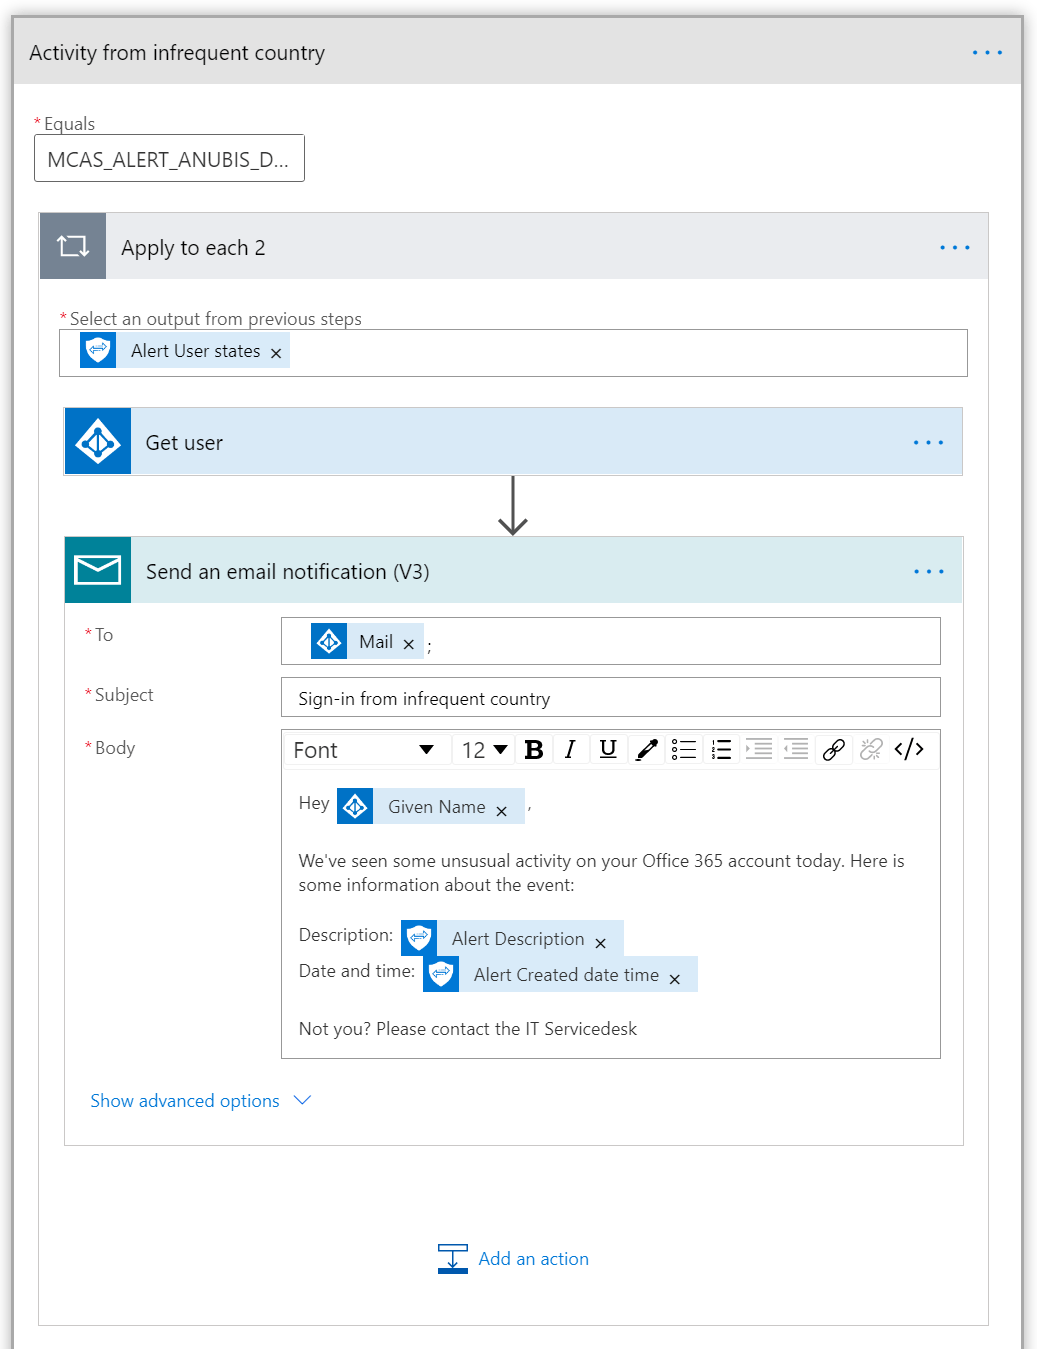 Activity from infrequent country
* Equals
MCAS_ALERT_ANUBIS_D...
Apply to each 2
* Select an output from previous steps
Alert User states ×
Get user
Send an email notification (V3)
* To
Mail × ;
* Subject
Sign-in from infrequent country
* Body
Font 12 B I U </>
Hey Given Name × ,
We've seen some unsusual activity on your Office 365 account today. Here is
some information about the event:
Description: Alert Description ×
Date and time: Alert Created date time ×
Not you? Please contact the IT Servicedesk
Show advanced options
Add an action